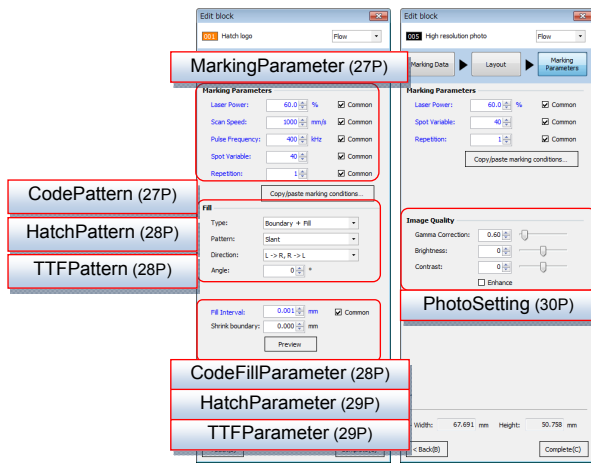 Edit block
001 Hatch logo Flow
MarkingParameter (27P)
Marking Parameters
Laser Power: 60.0 % Common
Scan Speed: 1000 mm/s Common
Pulse Frequency: 400 kHz Common
Spot Variable: 40 Common
Repetition: 1 Common
Copy/paste marking conditions...
CodePattern (27P)
HatchPattern (28P)
TTFPattern (28P)
Fill
Type: Boundary + Fill
Pattern: Slant
Direction: L -> R, R -> L
Angle: 0 °
Fill Interval: 0.001 mm Common
Shrink boundary: 0.000 mm
Preview
CodeFillParameter (28P)
HatchParameter (29P)
TTFParameter (29P)
Edit block
005 High resolution photo Flow
Marking Data Layout Marking
Parameters
Marking Parameters
Laser Power: 60.0 % Common
Spot Variable: 40 Common
Repetition: 1 Common
Copy/paste marking conditions...
Image Quality
Gamma Correction: 0.60
Brightness: 0
Contrast: 0
Enhance
PhotoSetting (30P)
Width: 67.691 mm Height: 50.758 mm
< Back(B) Complete(C)